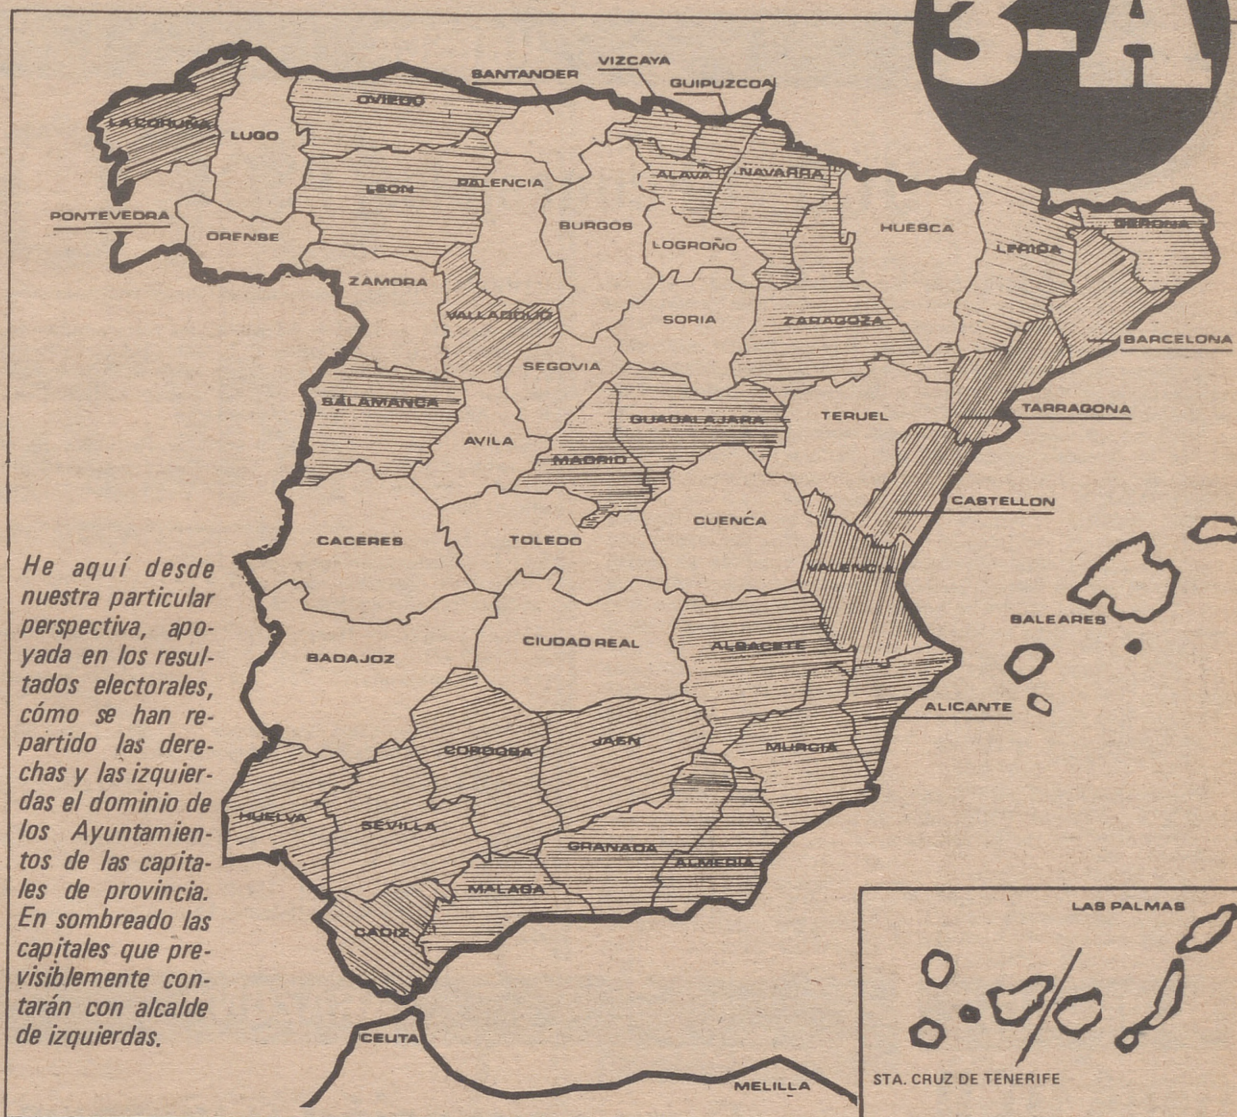 3-A
VIZCAYA
SANTANDER
GUIPUZCOA
OVIEDO
LA CORUÑA
LUGO
LEON
PALENCIA
ALAVA
NAVARRA
PONTEVEDRA
ORENSE
BURGOS
LOGROÑO
HUESCA
LERIDA
GERONA
ZAMORA
VALLADOLID
SORIA
ZARAGOZA
BARCELONA
SEGOVIA
SALAMANCA
AVILA
MADRID
GUADALAJARA
TERUEL
TARRAGONA
CASTELLON
CACERES
TOLEDO
CUENCA
VALENCIA
BALEARES
BADAJOZ
CIUDAD REAL
ALBACETE
ALICANTE
CORDOBA
JAEN
MURCIA
HUELVA
SEVILLA
GRANADA
ALMERIA
MALAGA
CADIZ
CEUTA
MELILLA
LAS PALMAS
STA. CRUZ DE TENERIFE
He aquí desde
nuestra particular
perspectiva, apo-
yada en los resul-
tados electorales,
cómo se han re-
partido las dere-
chas y las izquier-
das el dominio de
los Ayuntamien-
tos de las capita-
les de provincia.
En sombreado las
capitales que pre-
visiblemente con-
tarán con alcalde
de izquierdas.